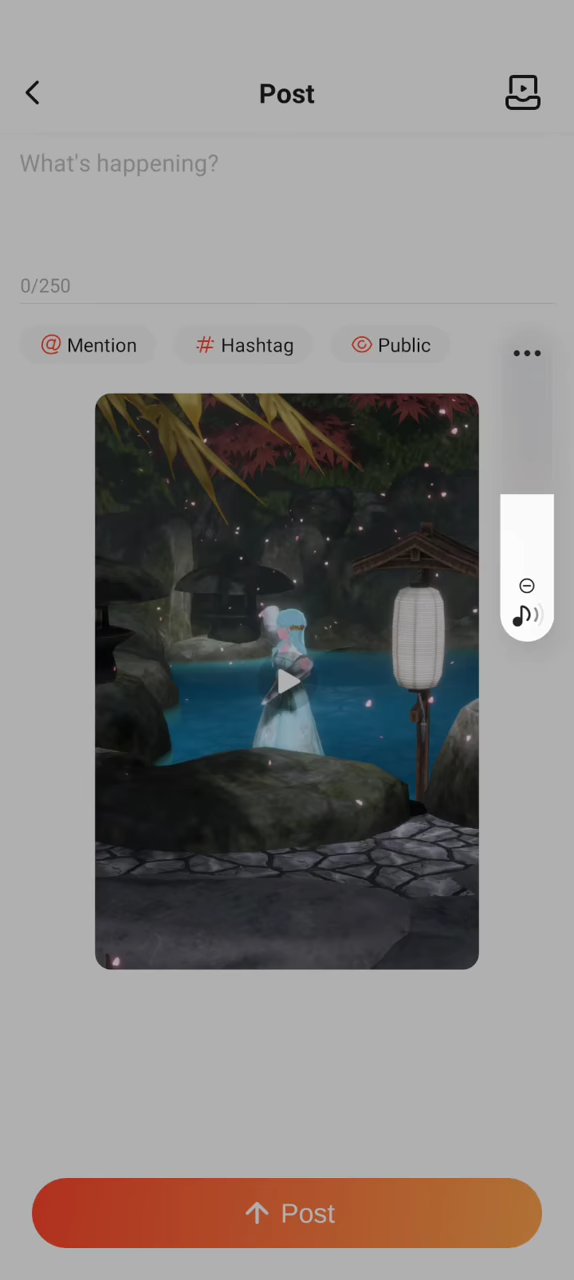 Post
What's happening?
0/250
@ Mention
# Hashtag
Public
Post